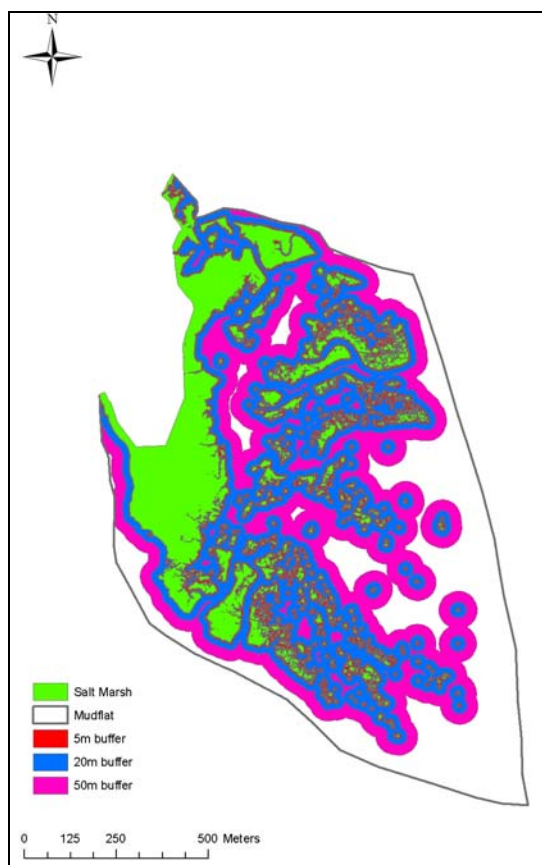 N
Salt Marsh
Mudflat
5m buffer
20m buffer
50m buffer
0 125 250 500 Meters